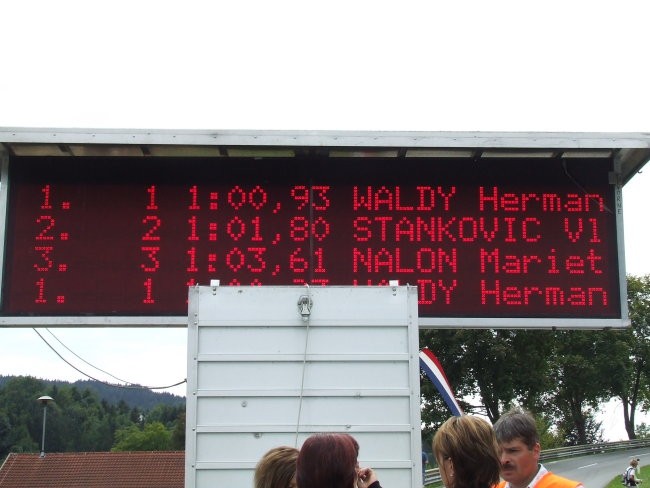 1. 1 1:00,93 WALDY Herman
2. 2 1:01,80 STANKOVIC Vl
3. 3 1:03,61 NALON Mariet
1. 1 WALDY Herman